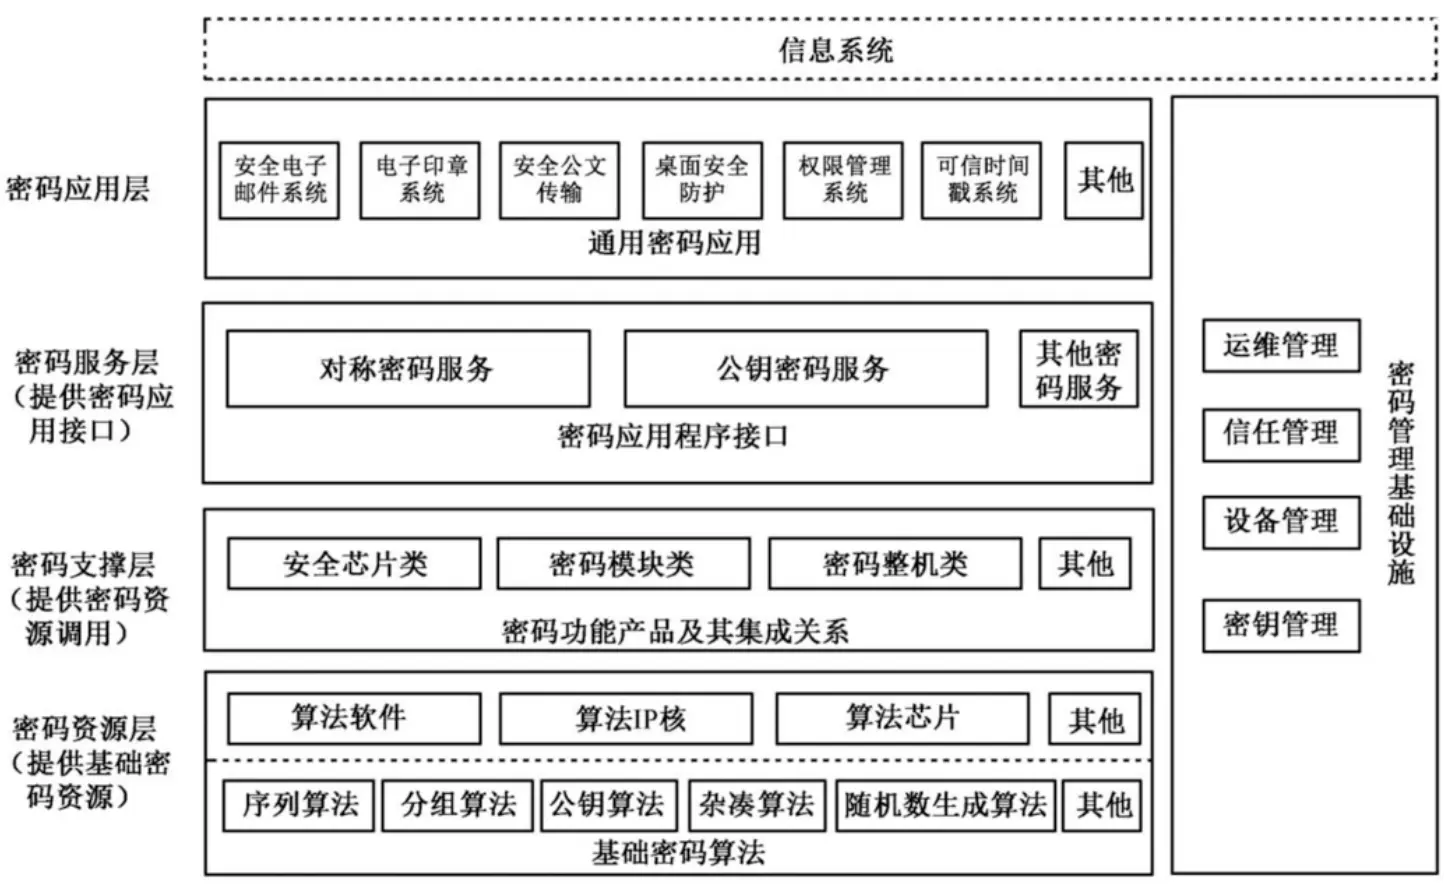 信息系统
密码应用层
安全电子
邮件系统
电子印章
系统
安全公文
传输
桌面安全
防护
权限管理
系统
可信时间
戳系统
其他
通用密码应用
密码服务层
（提供密码应
用接口）
对称密码服务
公钥密码服务
其他密
码服务
密码应用程序接口
密码支撑层
（提供密码资
源调用）
安全芯片类
密码模块类
密码整机类
其他
密码功能产品及其集成关系
密码资源层
（提供基础密
码资源）
算法软件
算法IP核
算法芯片
其他
序列算法
分组算法
公钥算法
杂凑算法
随机数生成算法
其他
基础密码算法
运维管理
信任管理
设备管理
密钥管理
密码管理基础设施